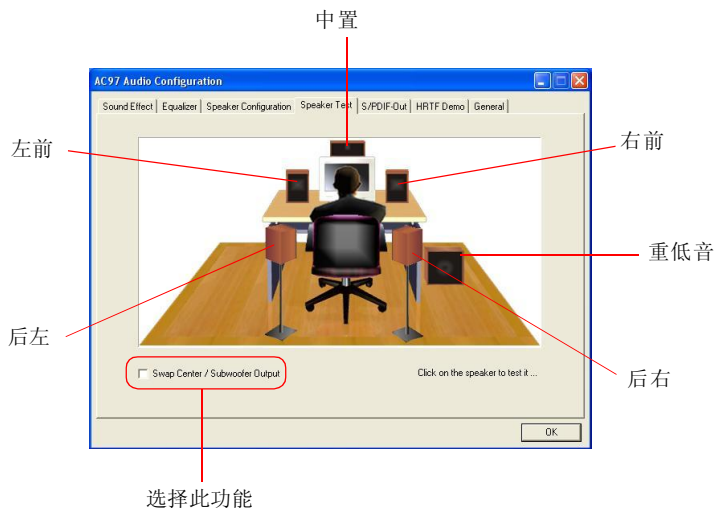 中置
AC97 Audio Configuration
Sound Effect
Equalizer
Speaker Configuration
Speaker Test
S/PDIF-Out
HRTF Demo
General
左前
右前
重低音
后左
后右
Swap Center / Subwoofer Output
Click on the speaker to test it ...
OK
选择此功能